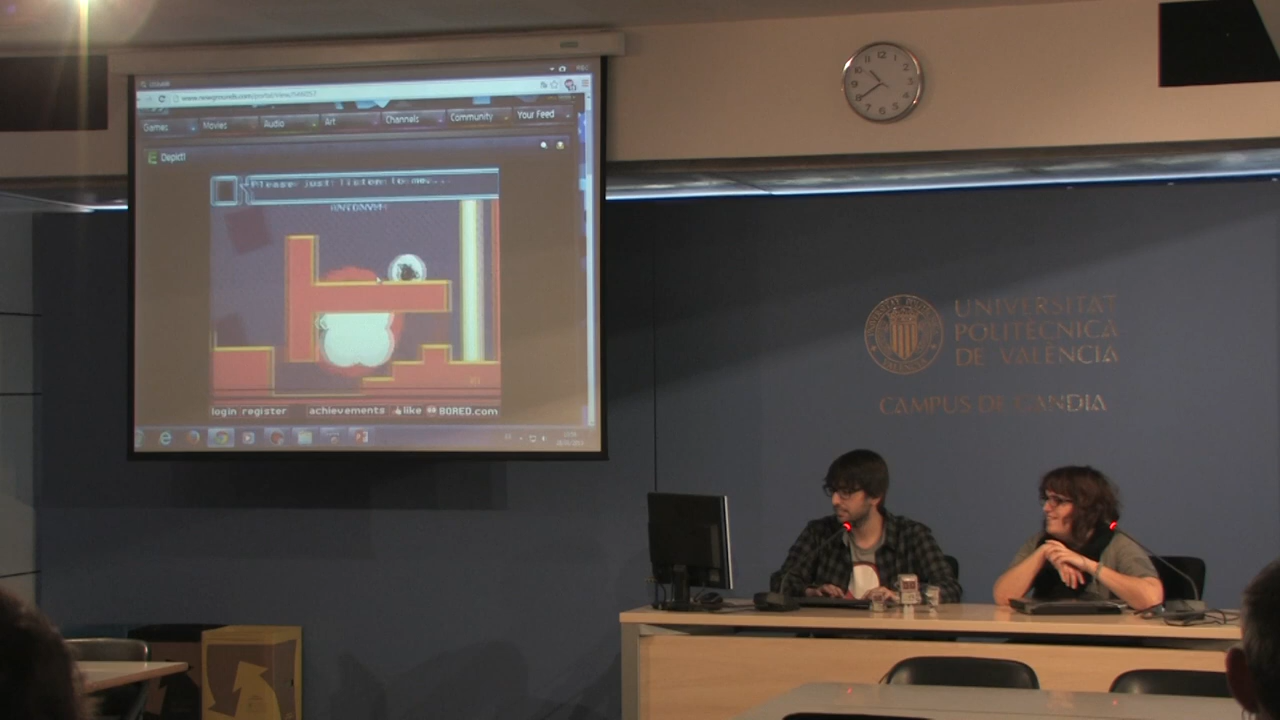 Games Movies Audio Art Channels Community Your Feed
Depict1
Please just listen to me...
login register achievements like BORED.com
UNIVERSITAT
POLITÈCNICA
DE VALÈNCIA
CAMPUS DE GANDIA